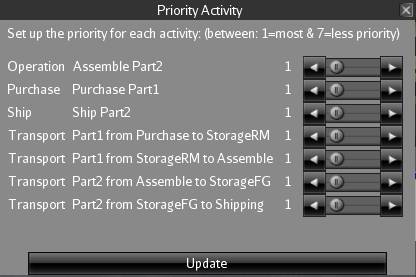 Priority Activity
Set up the priority for each activity: (between: 1=most & 7=less priority)
Operation Assemble Part2 1
Purchase Purchase Part1 1
Ship Ship Part2 1
Transport Part1 from Purchase to StorageRM 1
Transport Part1 from StorageRM to Assemble 1
Transport Part2 from Assemble to StorageFG 1
Transport Part2 from StorageFG to Shipping 1
Update